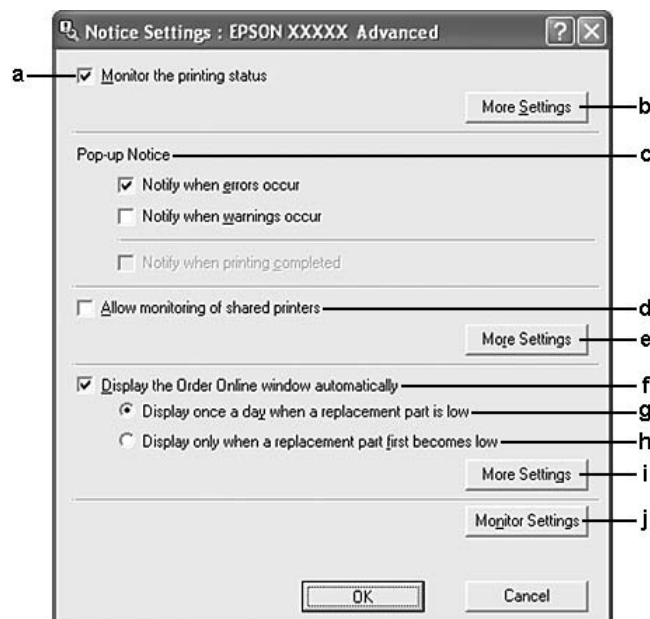 Notice Settings : EPSON XXXXX Advanced
a
Monitor the printing status
More Settings
b
Pop-up Notice
c
Notify when errors occur
Notify when warnings occur
Notify when printing completed
Allow monitoring of shared printers
d
More Settings
e
Display the Order Online window automatically
f
Display once a day when a replacement part is low
g
Display only when a replacement part first becomes low
h
More Settings
i
Monitor Settings
j
OK
Cancel